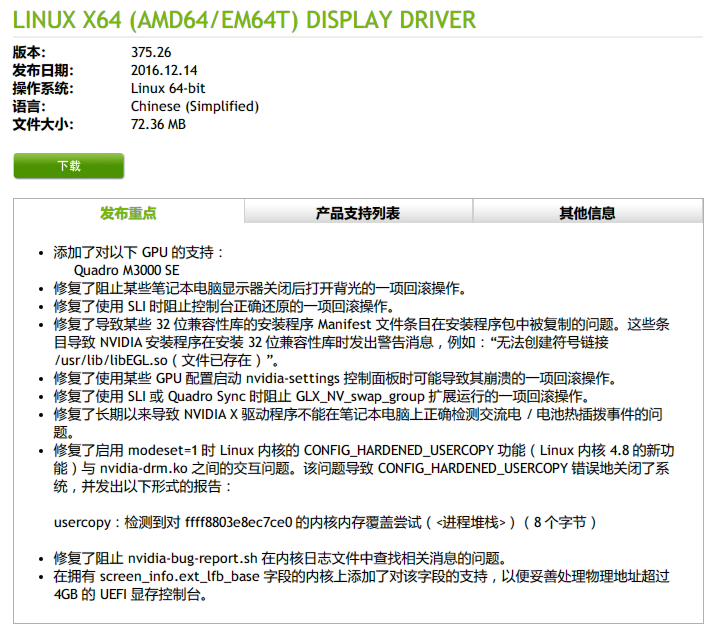 LINUX X64 (AMD64/EM64T) DISPLAY DRIVER
版本： 375.26
发布日期： 2016.12.14
操作系统： Linux 64-bit
语言： Chinese (Simplified)
文件大小： 72.36 MB
下载
发布重点 产品支持列表 其他信息
• 添加了对以下 GPU 的支持：
Quadro M3000 SE
• 修复了阻止某些笔记本电脑显示器关闭后打开背光的一项回滚操作。
• 修复了使用 SLI 时阻止控制台正确还原的一项回滚操作。
• 修复了导致某些 32 位兼容性库的安装程序 Manifest 文件条目在安装程序包中被复制的问题。这些条
目导致 NVIDIA 安装程序在安装 32 位兼容性库时发出警告消息，例如：“无法创建符号链接
/usr/lib/libEGL.so（文件已存在）”。
• 修复了使用某些 GPU 配置启动 nvidia-settings 控制面板时可能导致其崩溃的一项回滚操作。
• 修复了使用 SLI 或 Quadro Sync 时阻止 GLX_NV_swap_group 扩展运行的一项回滚操作。
• 修复了长期以来导致 NVIDIA X 驱动程序不能在笔记本电脑上正确检测交流电 / 电池热插拨事件的问
题。
• 修复了启用 modeset=1 时 Linux 内核的 CONFIG_HARDENED_USERCOPY 功能（Linux 内核 4.8 的新功
能）与 nvidia-drm.ko 之间的交互问题。该问题导致 CONFIG_HARDENED_USERCOPY 错误地关闭了系
统，并发出以下形式的报告：
usercopy：检测到对 ffff8803e8ec7ce0 的内核内存覆盖尝试（<进程堆栈>）（8 个字节）
• 修复了阻止 nvidia-bug-report.sh 在内核日志文件中查找相关消息的问题。
• 在拥有 screen_info.ext_lfb_base 字段的内核上添加了对该字段的支持，以便妥善处理物理地址超过
4GB 的 UEFI 显存控制台。